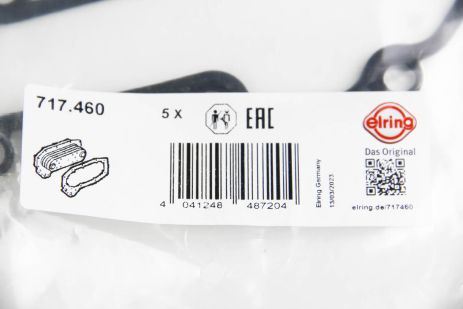 717.460
5 X
EAC
elring
Das Original
4 041248 487204
Elring Germany
13/03/2023
elring.de/717460